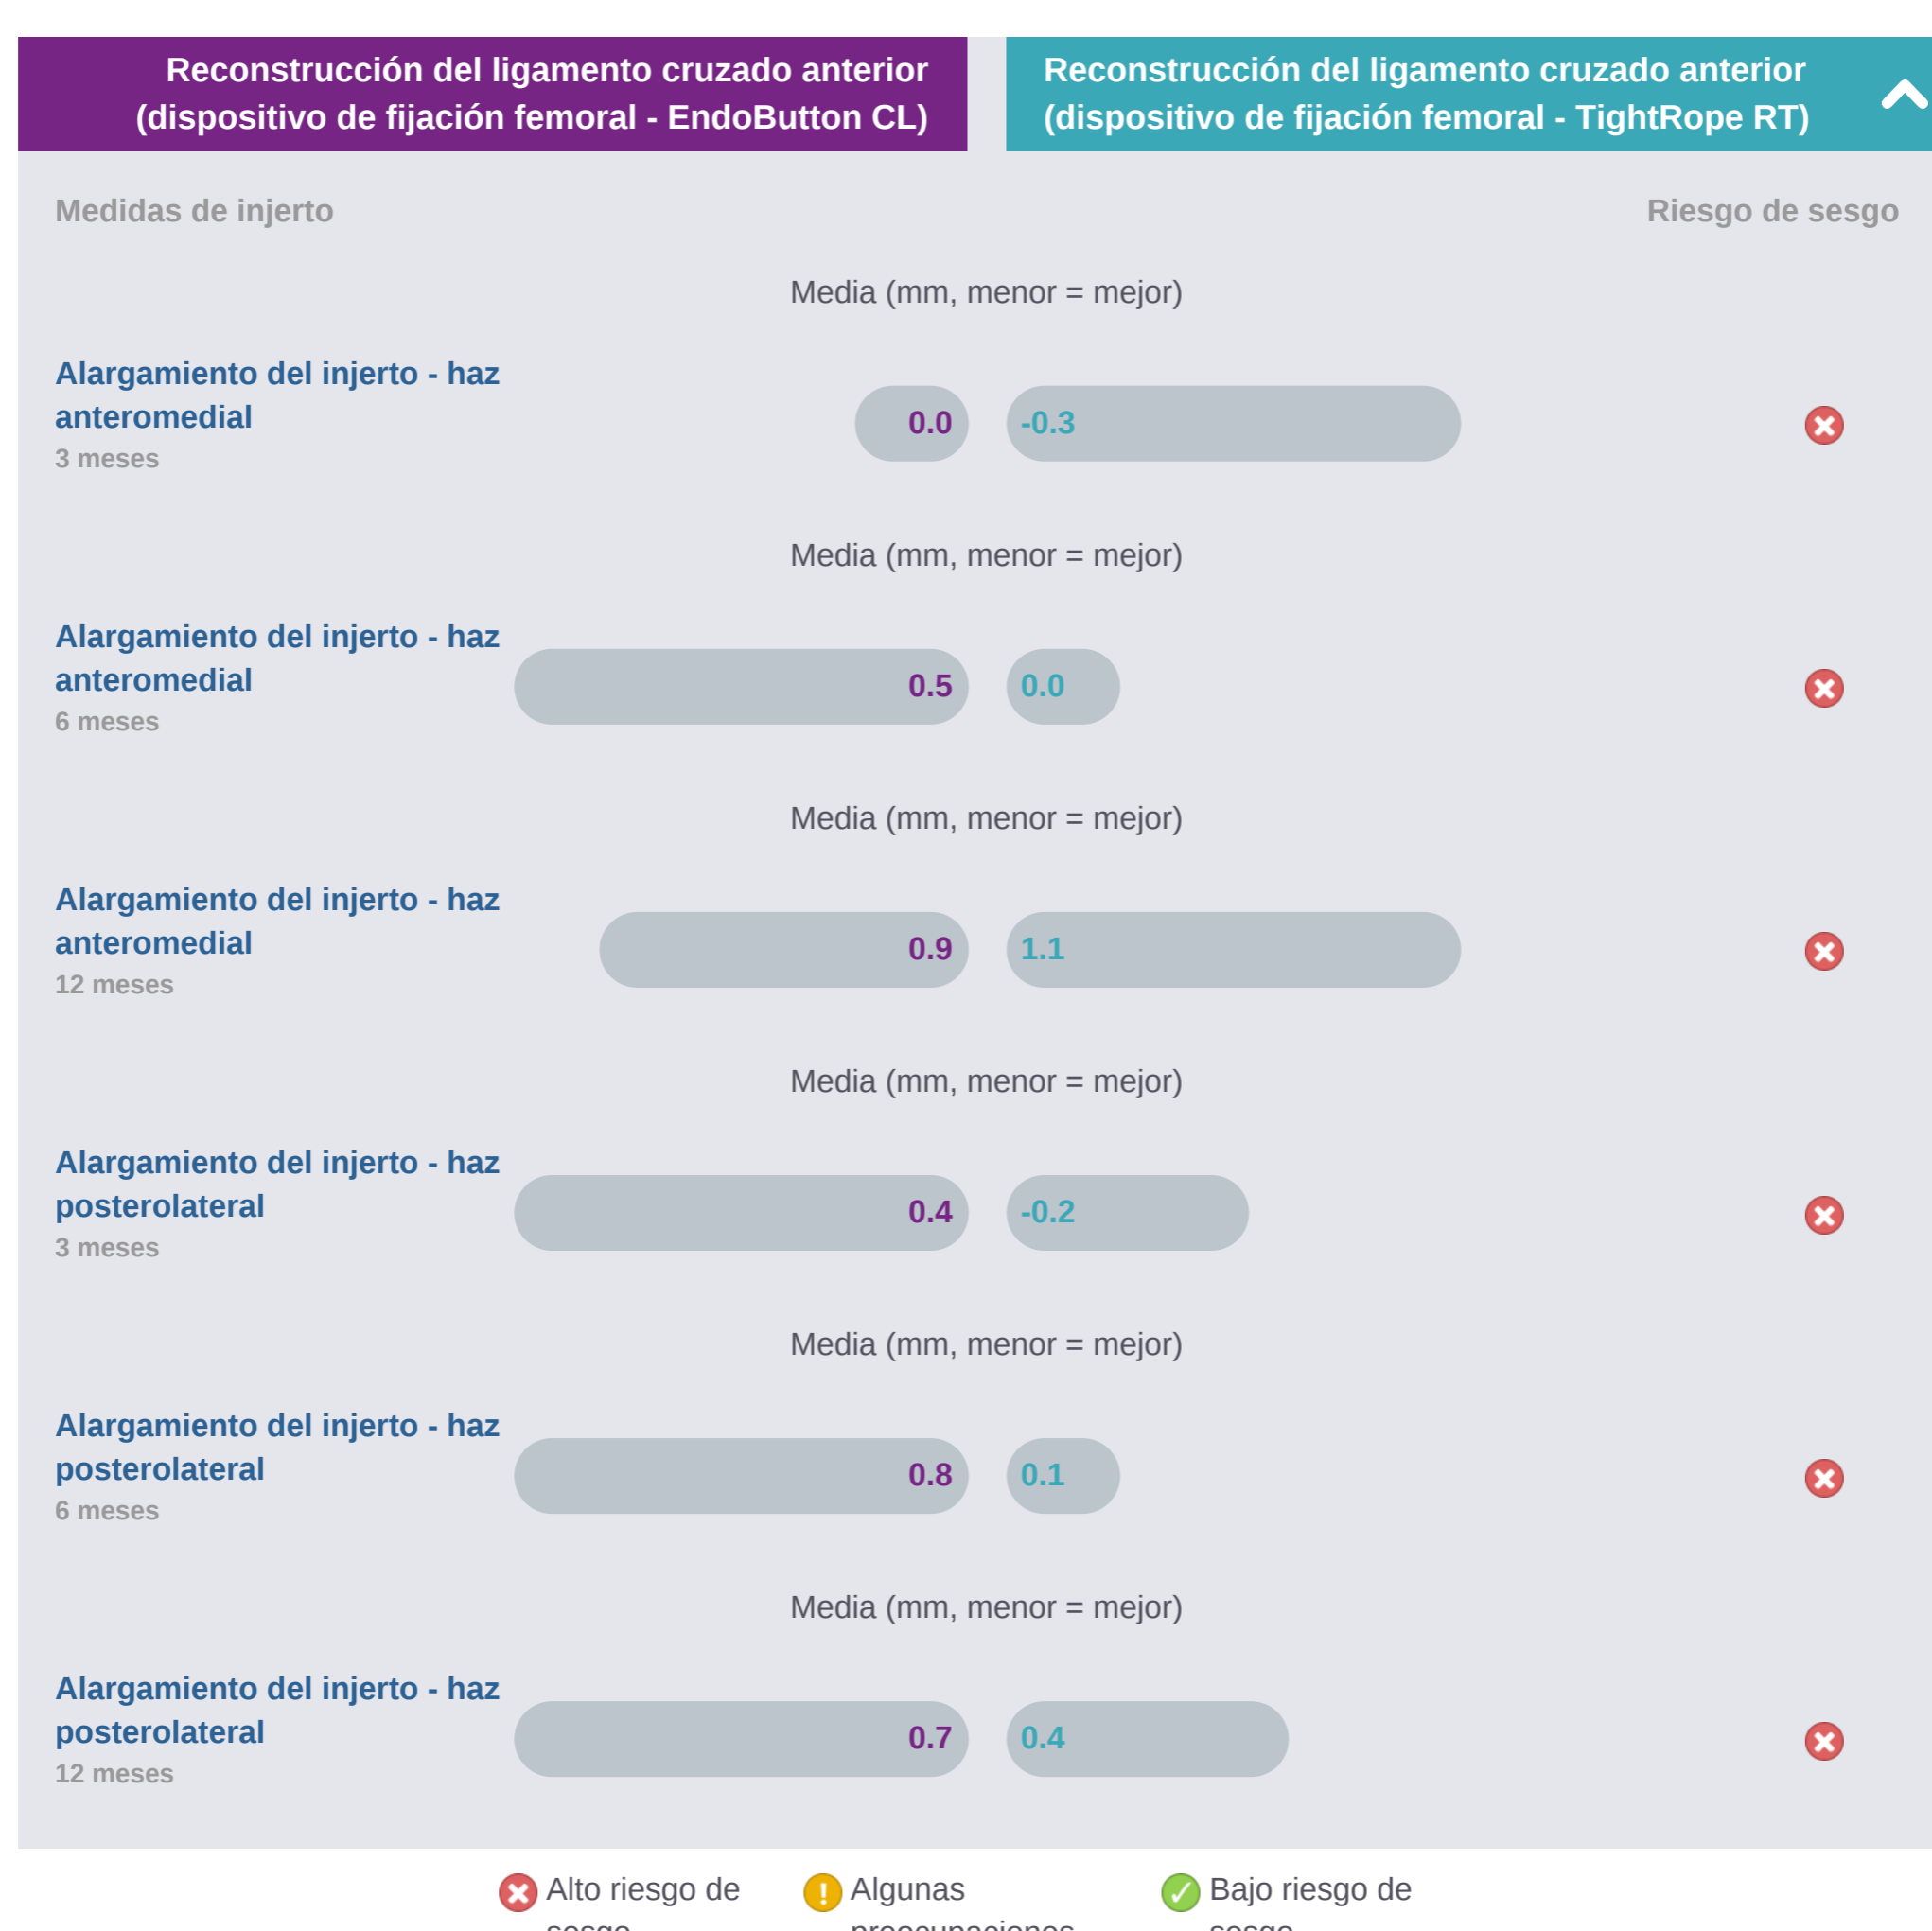 Reconstrucción del ligamento cruzado anterior
(dispositivo de fijación femoral - EndoButton CL)
Reconstrucción del ligamento cruzado anterior
(dispositivo de fijación femoral - TightRope RT)
Medidas de injerto
Riesgo de sesgo
Media (mm, menor = mejor)
Alargamiento del injerto - haz
anteromedial
3 meses
0.0
-0.3
Media (mm, menor = mejor)
Alargamiento del injerto - haz
anteromedial
6 meses
0.5
0.0
Media (mm, menor = mejor)
Alargamiento del injerto - haz
anteromedial
12 meses
0.9
1.1
Media (mm, menor = mejor)
Alargamiento del injerto - haz
posterolateral
3 meses
0.4
-0.2
Media (mm, menor = mejor)
Alargamiento del injerto - haz
posterolateral
6 meses
0.8
0.1
Media (mm, menor = mejor)
Alargamiento del injerto - haz
posterolateral
12 meses
0.7
0.4
Alto riesgo de
sesgo
Algunas
preocupaciones
Bajo riesgo de
sesgo